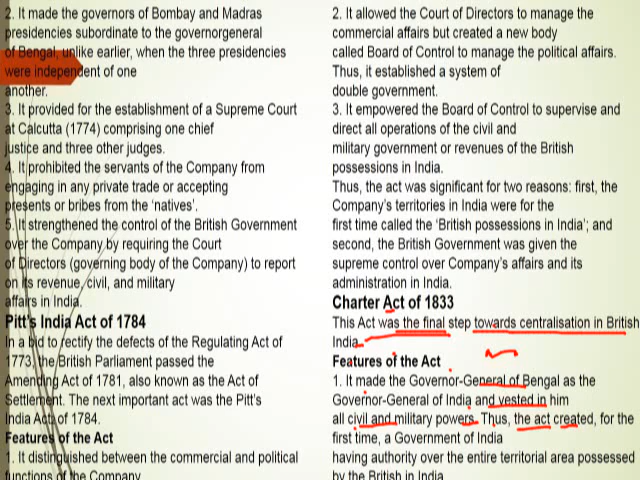 2. It made the governors of Bombay and Madras
presidencies subordinate to the governorgeneral
of Bengal, unlike earlier, when the three presidencies
were independent of one
another.
3. It provided for the establishment of a Supreme Court
at Calcutta (1774) comprising one chief
justice and three other judges.
4. It prohibited the servants of the Company from
engaging in any private trade or accepting
presents or bribes from the ‘natives’.
5. It strengthened the control of the British Government
over the Company by requiring the Court
of Directors (governing body of the Company) to report
on its revenue, civil, and military
affairs in India.
Pitt’s India Act of 1784
In a bid to rectify the defects of the Regulating Act of
1773, the British Parliament passed the
Amending Act of 1781, also known as the Act of
Settlement. The next important act was the Pitt’s
India Act of 1784.
Features of the Act
1. It distinguished between the commercial and political
functions of the Company
2. It allowed the Court of Directors to manage the
commercial affairs but created a new body
called Board of Control to manage the political affairs.
Thus, it established a system of
double government.
3. It empowered the Board of Control to supervise and
direct all operations of the civil and
military government or revenues of the British
possessions in India.
Thus, the act was significant for two reasons: first, the
Company’s territories in India were for the
first time called the ‘British possessions in India’; and
second, the British Government was given the
supreme control over Company’s affairs and its
administration in India.
Charter Act of 1833
This Act was the final step towards centralisation in British
India.
Features of the Act
1. It made the Governor-General of Bengal as the
Governor-General of India and vested in him
all civil and military powers. Thus, the act created, for the
first time, a Government of India
having authority over the entire territorial area possessed
by the British in India